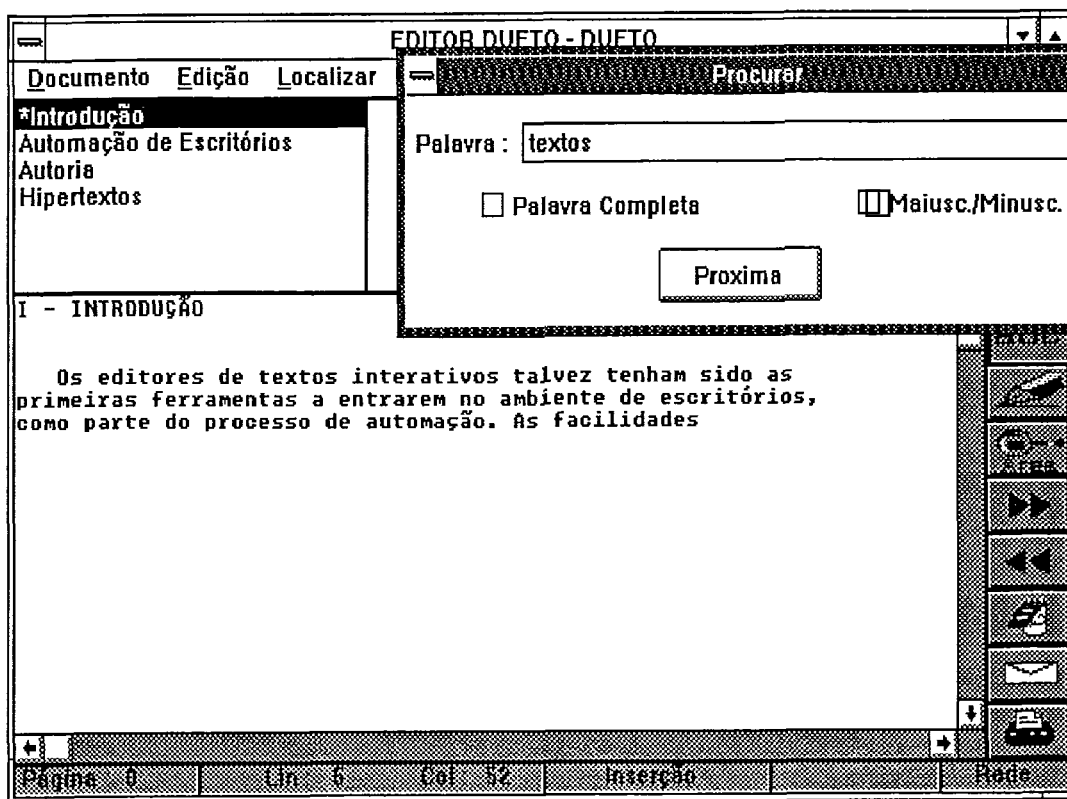 EDITOR DUETO - DUETO
Documento Edição Localizar
*Introdução
Automação de Escritórios
Autoria
Hipertextos
Procurar
Palavra : textos
Palavra Completa Maiusc./Minusc.
Proxima
I - INTRODUÇÃO
Os editores de textos interativos talvez tenham sido as
primeiras ferramentas a entrarem no ambiente de escritórios,
como parte do processo de automação. As facilidades
Página : 0 Lin : 6 Col : 52 Inserção Rede